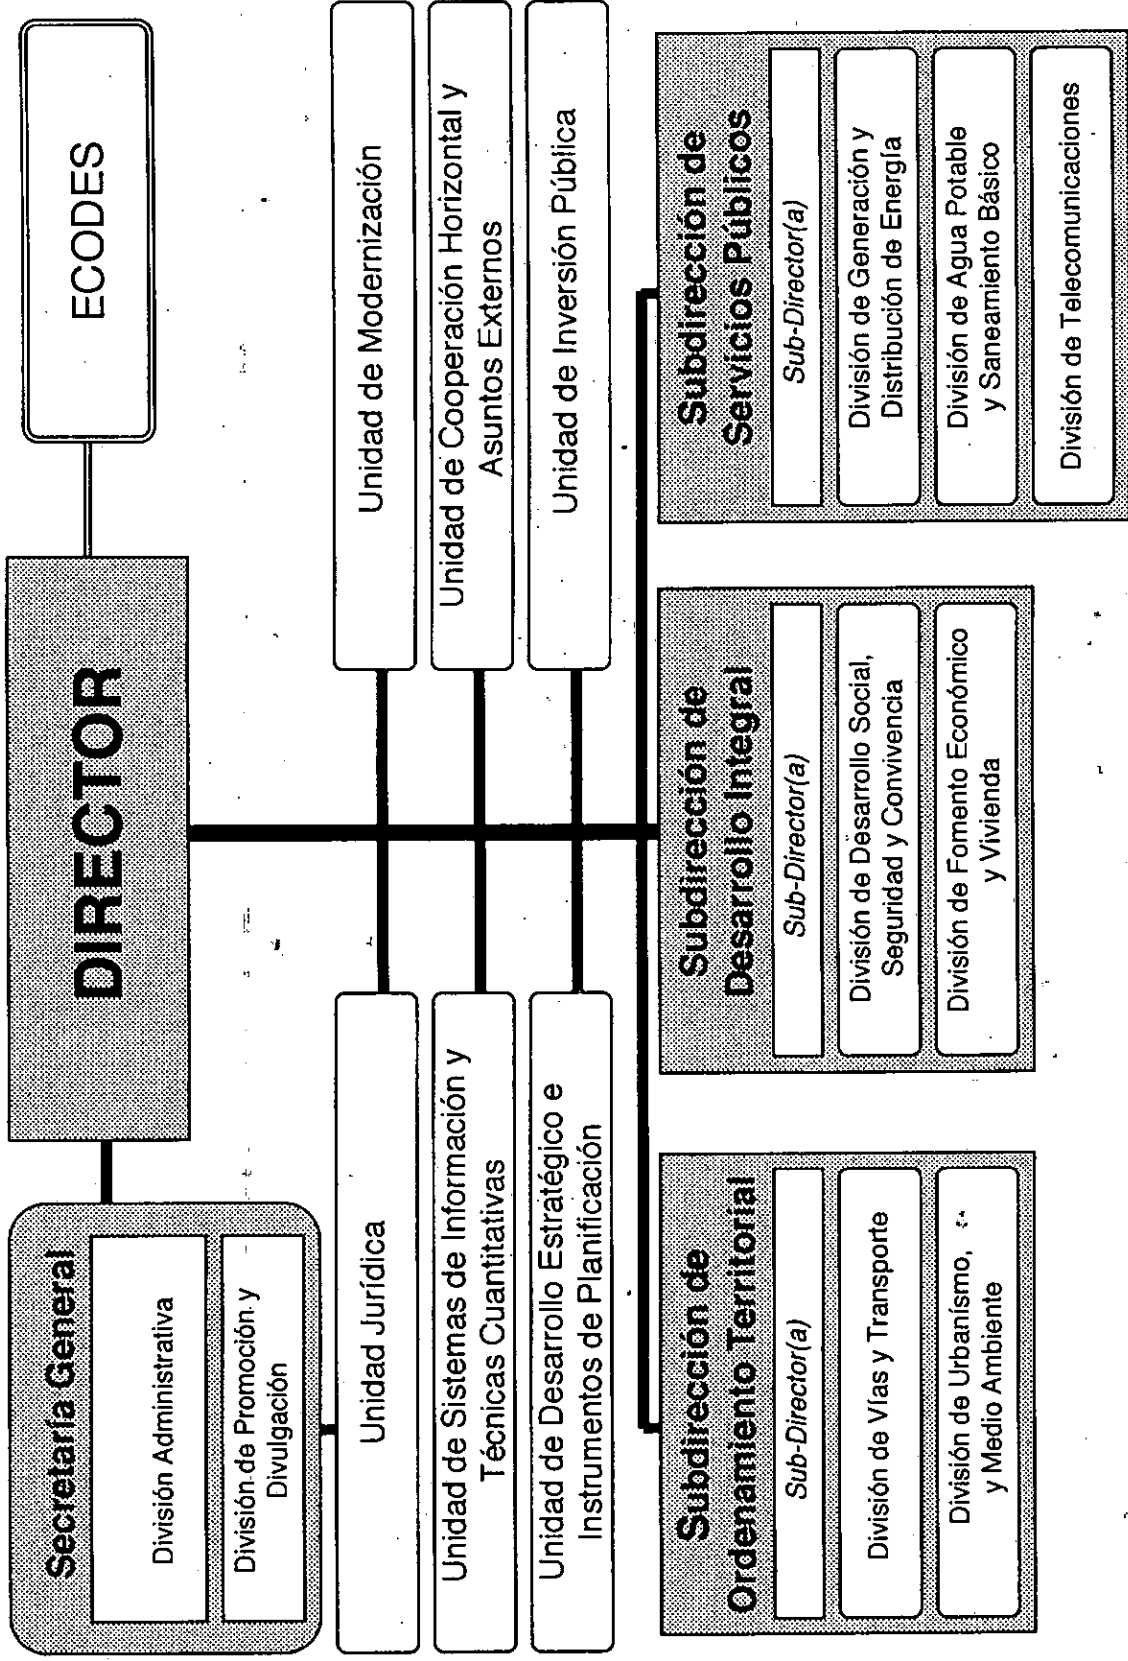 DIRECTOR
ECODES
Secretaría General
División Administrativa
División de Promoción y
Divulgación
Unidad Jurídica
Unidad de Sistemas de Información y
Técnicas Cuantitativas
Unidad de Desarrollo Estratégico e
Instrumentos de Planificación
Unidad de Modernización
Unidad de Cooperación Horizontal y
Asuntos Externos
Unidad de Inversión Pública
Subdirección de
Ordenamiento Territorial
Sub-Director(a)
División de Vías y Transporte
División de Urbanísmo,
y Medio Ambiente
Subdirección de
Desarrollo Integral
Sub-Director(a)
División de Desarrollo Social,
Seguridad y Convivencia
División de Fomento Económico
y Vivienda
Subdirección de
Servicios Públicos
Sub-Director(a)
División de Generación y
Distribución de Energía
División de Agua Potable
y Saneamiento Básico
División de Telecomunicaciones